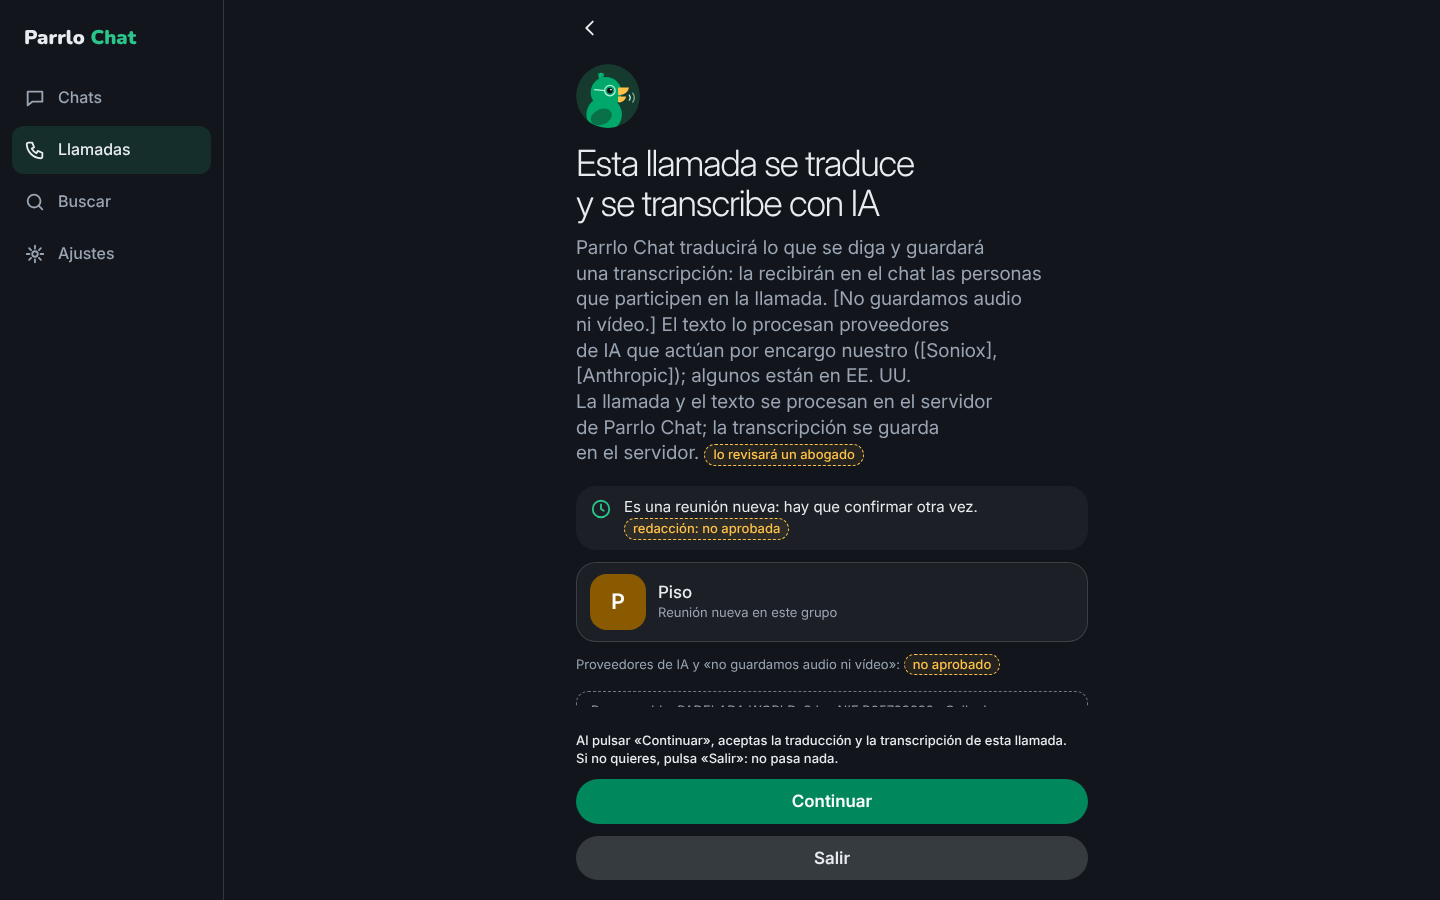 Parrlo Chat
Chats
Llamadas
Buscar
Ajustes
Esta llamada se traduce
y se transcribe con IA
Parrlo Chat traducirá lo que se diga y guardará
una transcripción: la recibirán en el chat las personas
que participen en la llamada. [No guardamos audio
ni vídeo.] El texto lo procesan proveedores
de IA que actúan por encargo nuestro ([Soniox],
[Anthropic]); algunos están en EE. UU.
La llamada y el texto se procesan en el servidor
de Parrlo Chat; la transcripción se guarda
en el servidor. lo revisará un abogado
Es una reunión nueva: hay que confirmar otra vez.
redacción: no aprobada
P
Piso
Reunión nueva en este grupo
Proveedores de IA y «no guardamos audio ni vídeo»: no aprobado
Al pulsar «Continuar», aceptas la traducción y la transcripción de esta llamada.
Si no quieres, pulsa «Salir»: no pasa nada.
Continuar
Salir